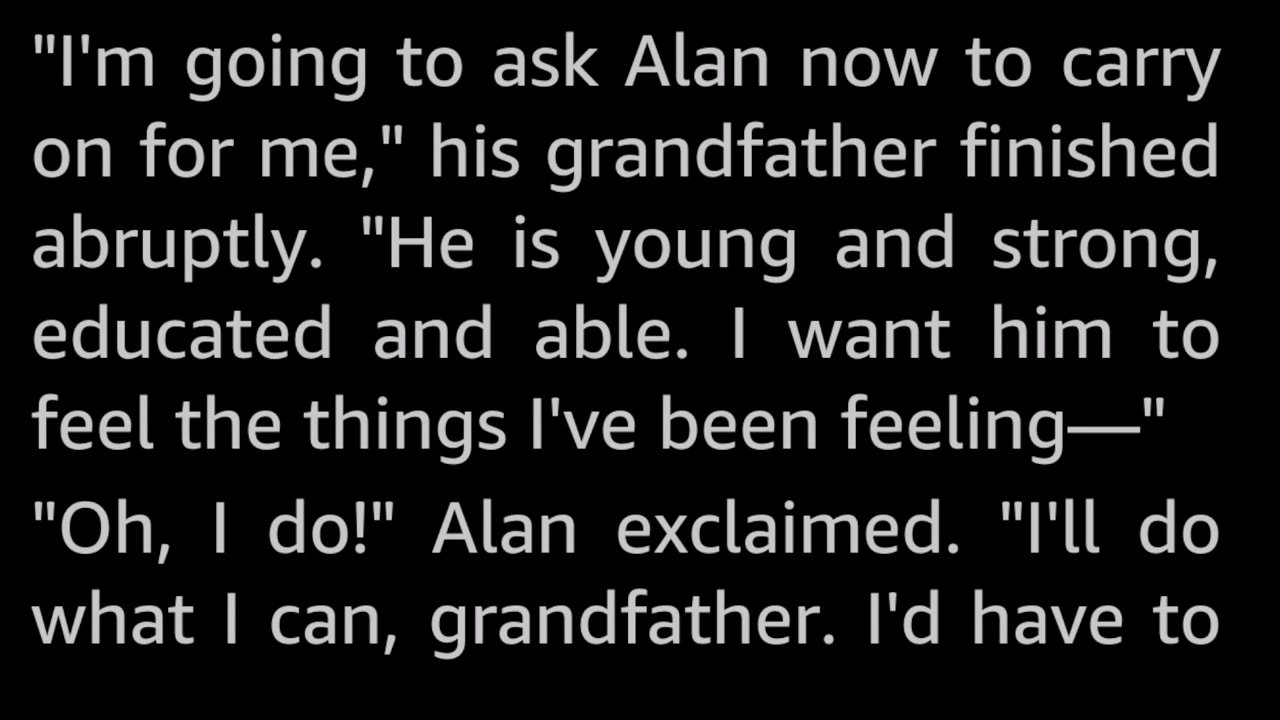 "I'm going to ask Alan now to carry
on for me," his grandfather finished
abruptly. "He is young and strong,
educated and able. I want him to
feel the things I've been feeling—"
"Oh, I do!" Alan exclaimed. "I'll do
what I can, grandfather. I'd have to